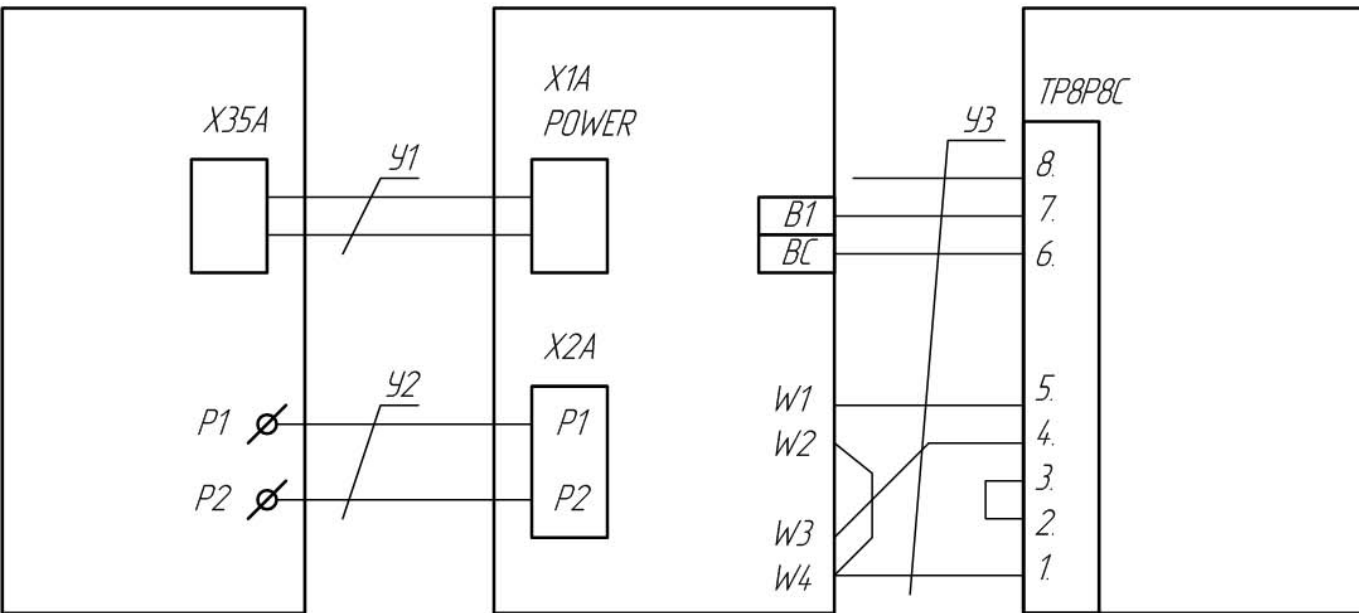 X35A
У1
X1A
POWER
B1
BC
У3
TP8P8C
8.
7.
6.
5.
4.
3.
2.
1.
P1
P2
У2
X2A
P1
P2
W1
W2
W3
W4